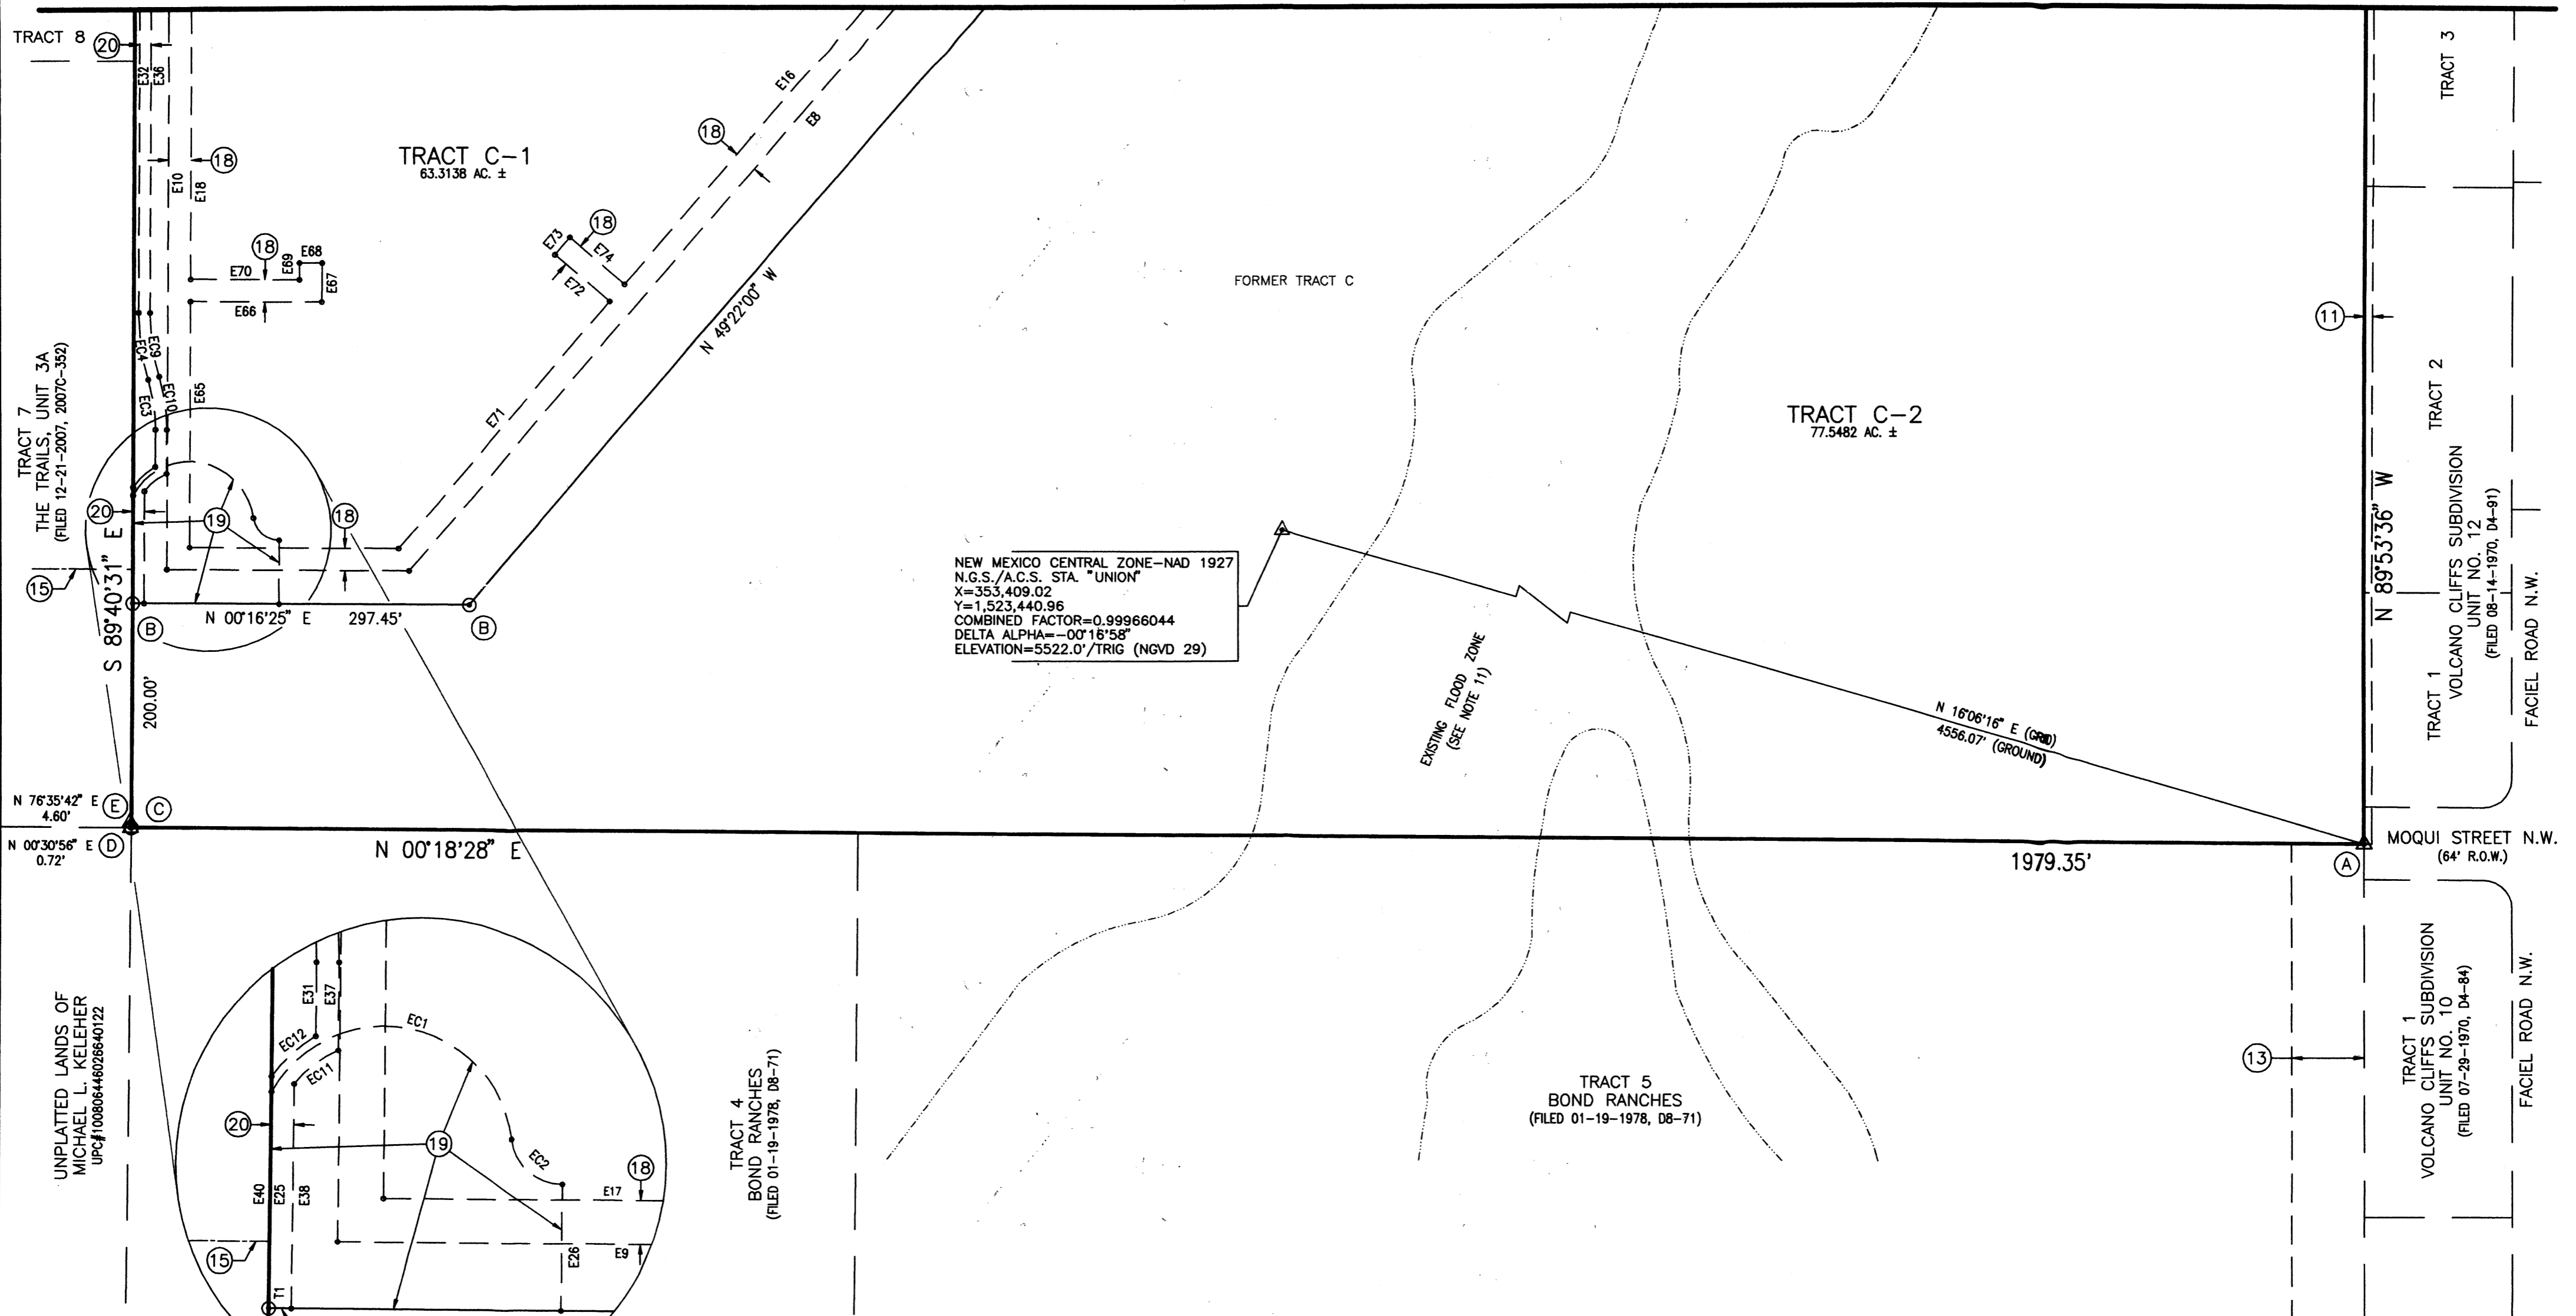 TRACT 8
20
E32
E36
E10
E18
18
TRACT C-1
63.3138 AC. ±
18
E16
E8
E73
18
E74
E72
18
E70
E69
E68
E67
E66
N 49°22'00" W
TRACT 7
THE TRAILS, UNIT 3A
(FILED 12-21-2007, 2007C-352)
EC4
EC9
EC3
EC10
E65
E71
20
19
18
15
S 89°40'31" E
200.00'
B
N 00°16'25" E
297.45'
B
N 76°35'42" E
4.60'
E
C
N 00°30'56" E
0.72'
D
N 00°18'28" E
1979.35'
A
FORMER TRACT C
NEW MEXICO CENTRAL ZONE-NAD 1927
N.G.S./A.C.S. STA. "UNION"
X=353,409.02
Y=1,523,440.96
COMBINED FACTOR=0.99966044
DELTA ALPHA=-00°16'58"
ELEVATION=5522.0'/TRIG (NGVD 29)
EXISTING FLOOD ZONE
(SEE NOTE 11)
TRACT C-2
77.5482 AC. ±
N 16°06'16" E (GRID)
4556.07' (GROUND)
11
N 89°53'36" W
TRACT 3
TRACT 2
TRACT 1
VOLCANO CLIFFS SUBDIVISION
UNIT NO. 12
(FILED 08-14-1970, D4-91)
FACIEL ROAD N.W.
MOQUI STREET N.W.
(64' R.O.W.)
13
TRACT 1
VOLCANO CLIFFS SUBDIVISION
UNIT NO. 10
(FILED 07-29-1970, D4-84)
FACIEL ROAD N.W.
UNPLATTED LANDS OF
MICHAEL L. KELEHER
UPC#100806446026640122
E31
E37
EC12
EC11
EC1
EC2
20
19
18
E17
E40
E25
E38
15
E26
E9
T1
TRACT 4
BOND RANCHES
(FILED 01-19-1978, D8-71)
TRACT 5
BOND RANCHES
(FILED 01-19-1978, D8-71)